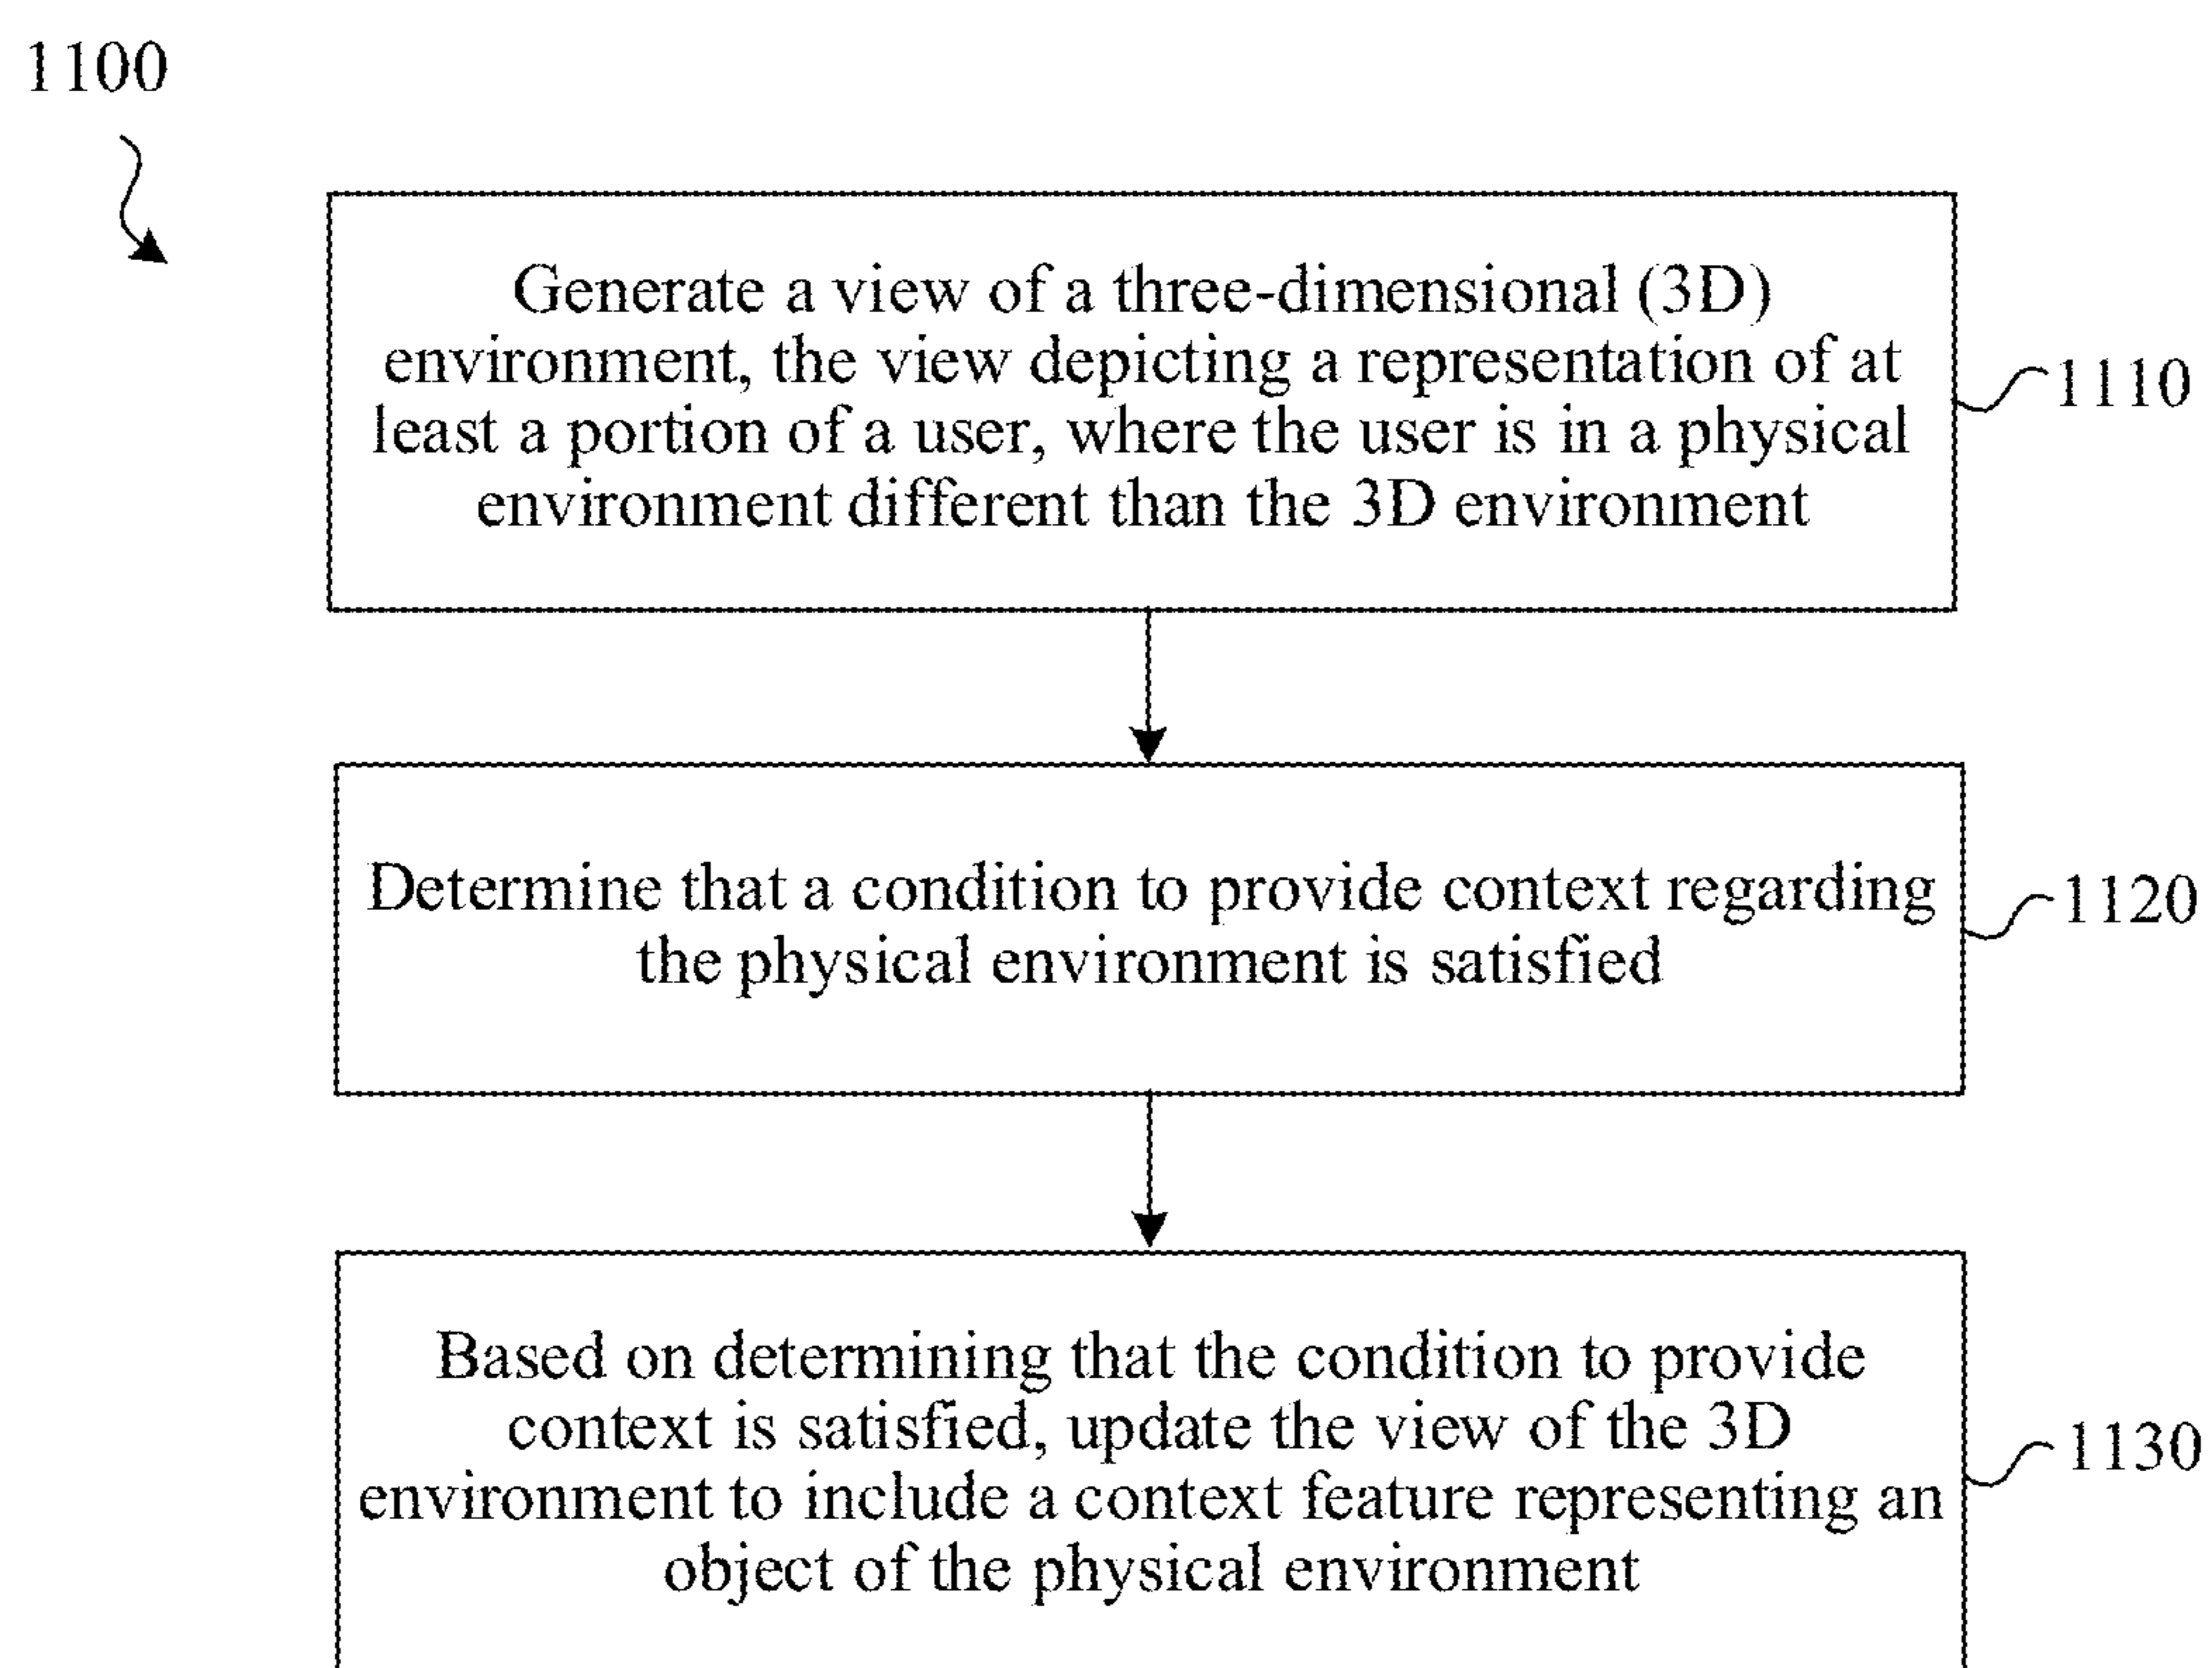 1100
Generate a view of a three-dimensional (3D)
environment, the view depicting a representation of at
least a portion of a user, where the user is in a physical
environment different than the 3D environment
1110
Determine that a condition to provide context regarding
the physical environment is satisfied
1120
Based on determining that the condition to provide
context is satisfied, update the view of the 3D
environment to include a context feature representing an
object of the physical environment
1130